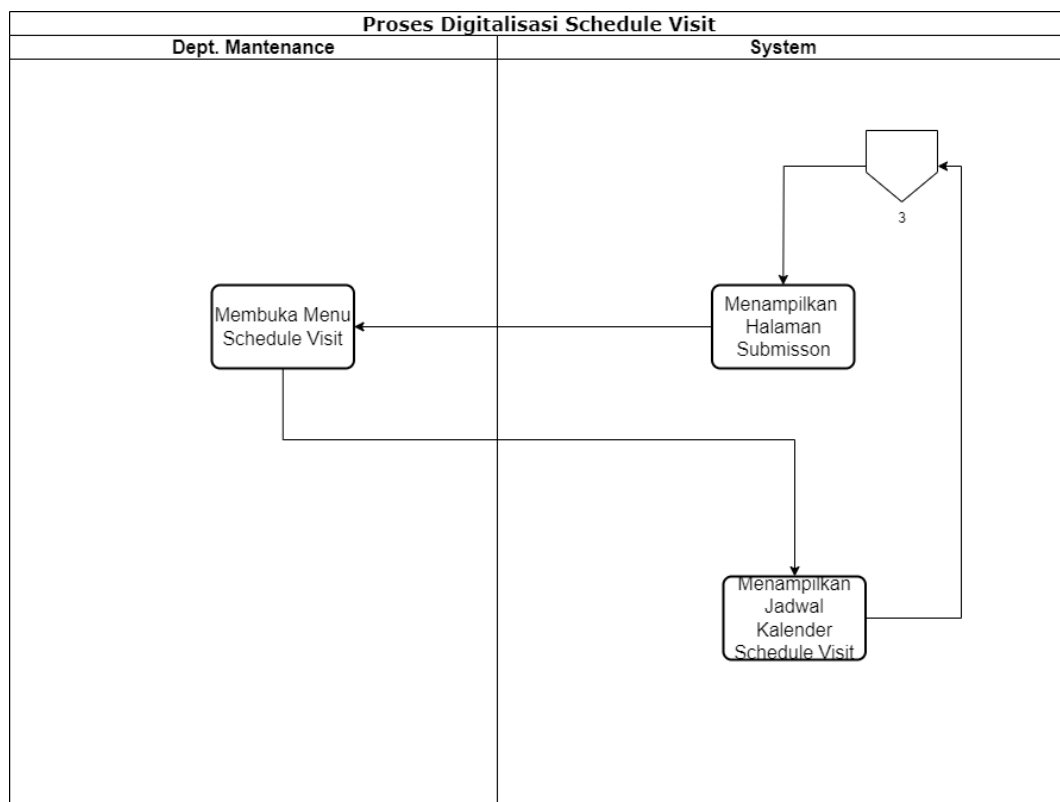 Proses Digitalisasi Schedule Visit
Dept. Mantenance
System
3
Membuka Menu
Schedule Visit
Menampilkan
Halaman
Submisson
Menampilkan
Jadwal
Kalender
Schedule Visit